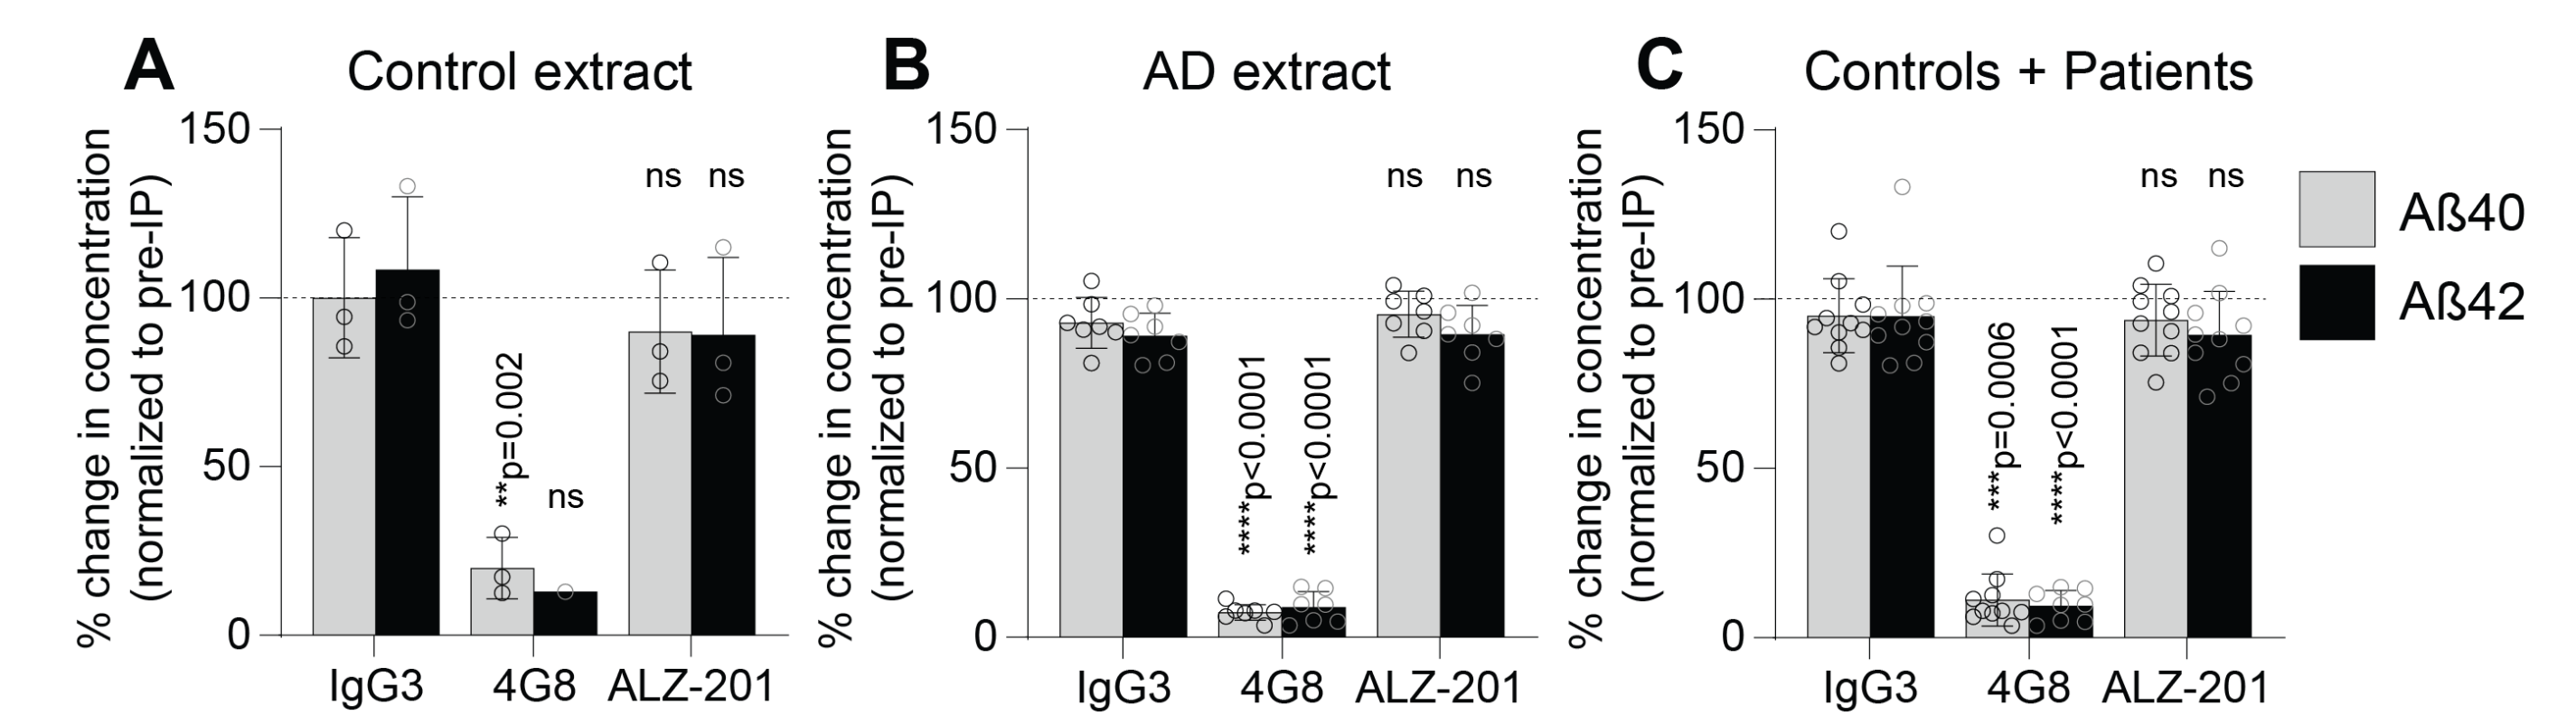 A Control extract
% change in concentration
(normalized to pre-IP)
150
100
50
0
ns ns
**p=0.002
ns
IgG3 4G8 ALZ-201
B AD extract
% change in concentration
(normalized to pre-IP)
150
100
50
0
ns ns
****p<0.0001
****p<0.0001
IgG3 4G8 ALZ-201
C Controls + Patients
% change in concentration
(normalized to pre-IP)
150
100
50
0
ns ns
***p=0.0006
****p<0.0001
IgG3 4G8 ALZ-201
Aß40
Aß42